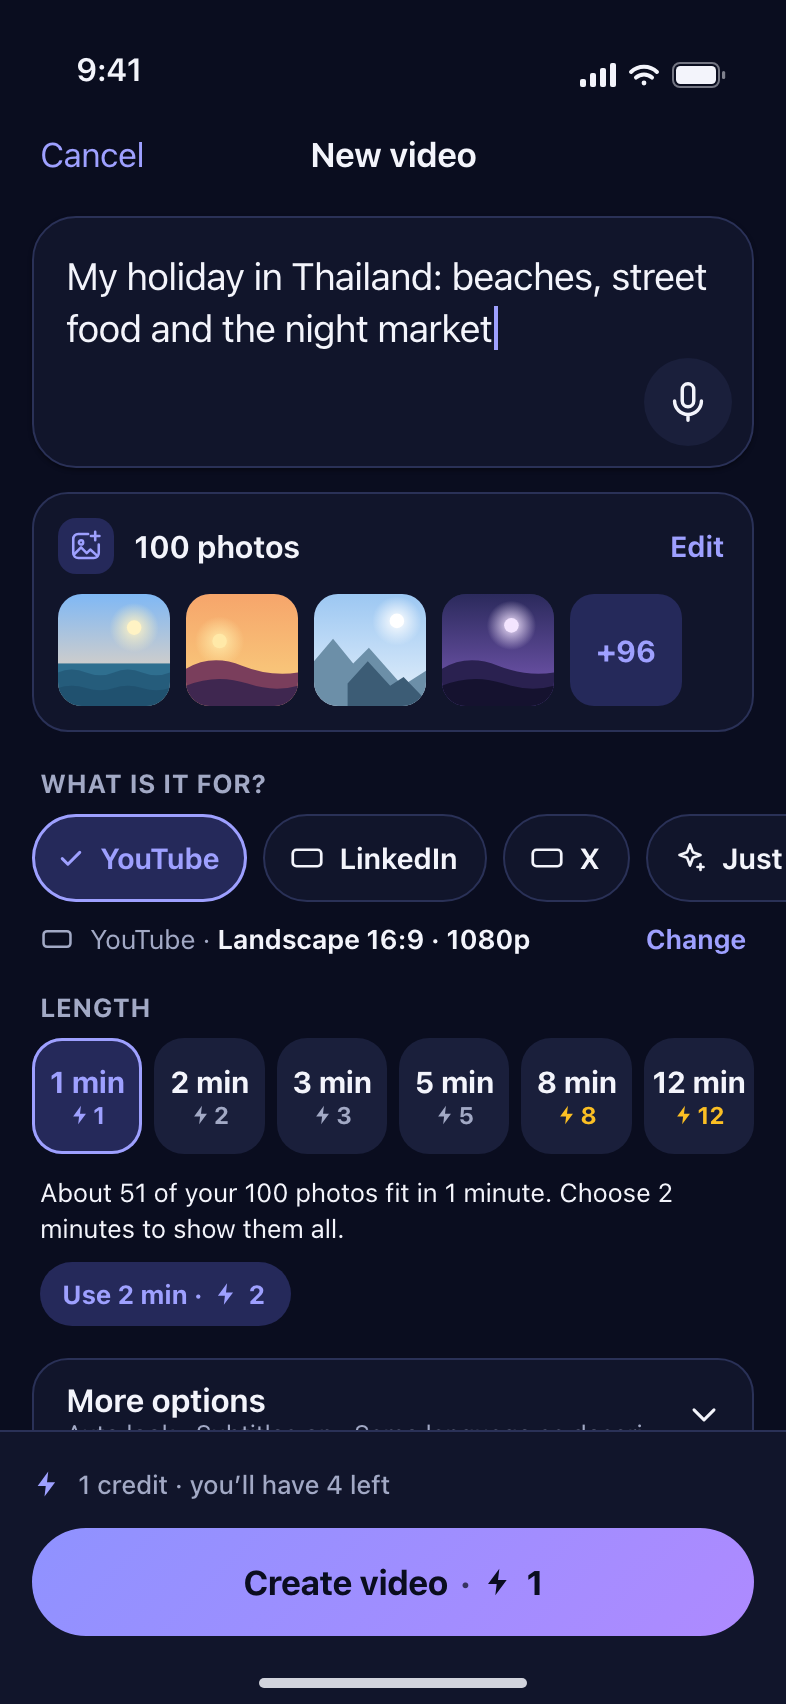 9:41
Cancel
New video
My holiday in Thailand: beaches, street
food and the night market
100 photos
Edit
+96
WHAT IS IT FOR?
YouTube
LinkedIn
X
Just
YouTube · Landscape 16:9 · 1080p
Change
LENGTH
1 min
2 min
3 min
5 min
8 min
12 min
1
2
3
5
8
12
About 51 of your 100 photos fit in 1 minute. Choose 2
minutes to show them all.
Use 2 min · 2
More options
1 credit · you’ll have 4 left
Create video · 1